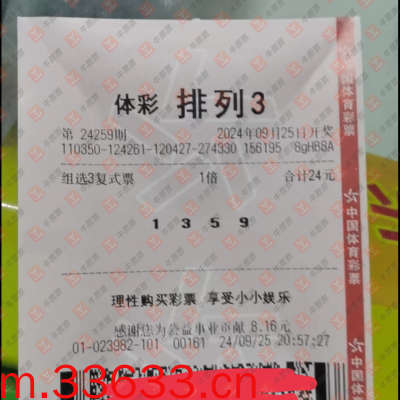 体彩 排列3
第 24259期 2024年09月25日开奖
110350-124261-120427-274330 156195 8gHB8A
组选3复式票 1倍 合计24元
1 3 5 9
理性购买彩票 享受小小娱乐
感谢您为公益事业贡献 8.16元
01-023982-101 00161 24/09/25 20:57:27
中国体育彩票
中国体育彩票
m.33633.cn